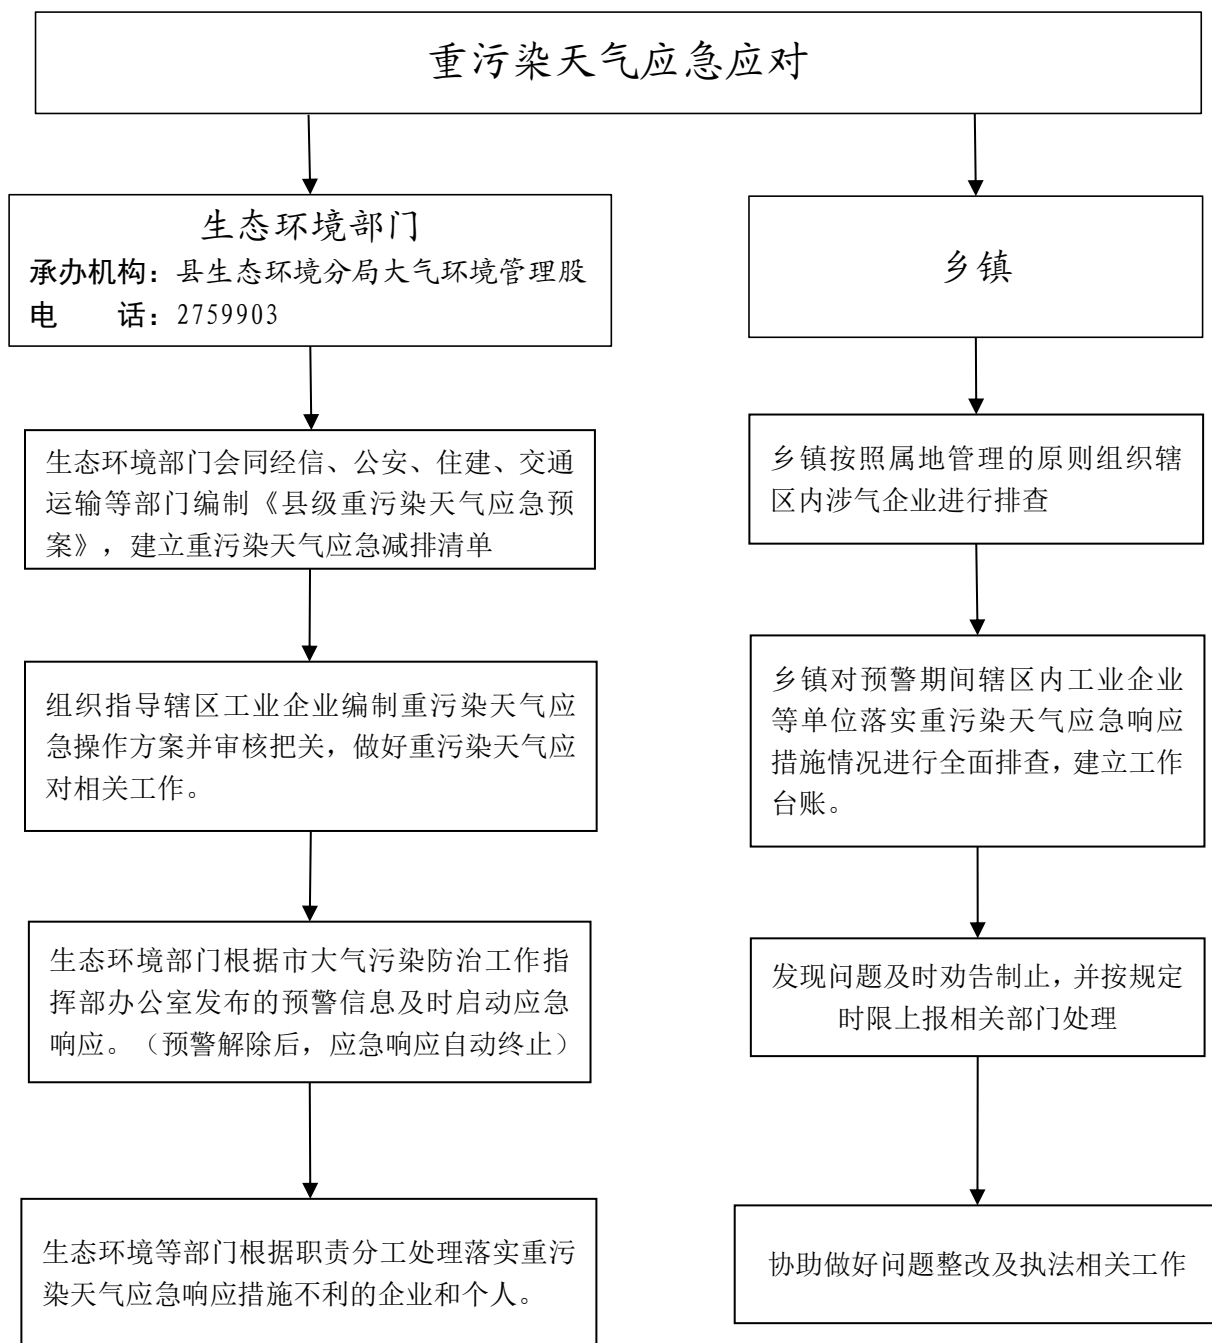 重污染天气应急应对
生态环境部门
承办机构：县生态环境分局大气环境管理股
电　　话：2759903
生态环境部门会同经信、公安、住建、交通
运输等部门编制《县级重污染天气应急预
案》，建立重污染天气应急减排清单
组织指导辖区工业企业编制重污染天气应
急操作方案并审核把关，做好重污染天气应
对相关工作。
生态环境部门根据市大气污染防治工作指
挥部办公室发布的预警信息及时启动应急
响应。（预警解除后，应急响应自动终止）
生态环境等部门根据职责分工处理落实重污
染天气应急响应措施不利的企业和个人。
乡镇
乡镇按照属地管理的原则组织辖
区内涉气企业进行排查
乡镇对预警期间辖区内工业企业
等单位落实重污染天气应急响应
措施情况进行全面排查，建立工作
台账。
发现问题及时劝告制止，并按规定
时限上报相关部门处理
协助做好问题整改及执法相关工作